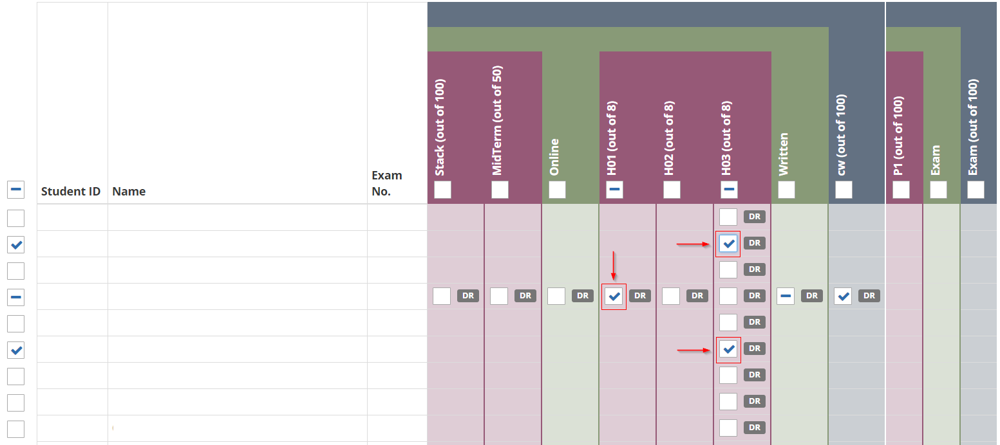 Stack (out of 100)
MidTerm (out of 50)
Online
H01 (out of 8)
H02 (out of 8)
H03 (out of 8)
Written
cw (out of 100)
P1 (out of 100)
Exam
Exam (out of 100)
Student ID
Name
Exam
No.
DR
DR
DR
DR DR DR DR DR DR DR DR
DR
DR
DR
DR
DR